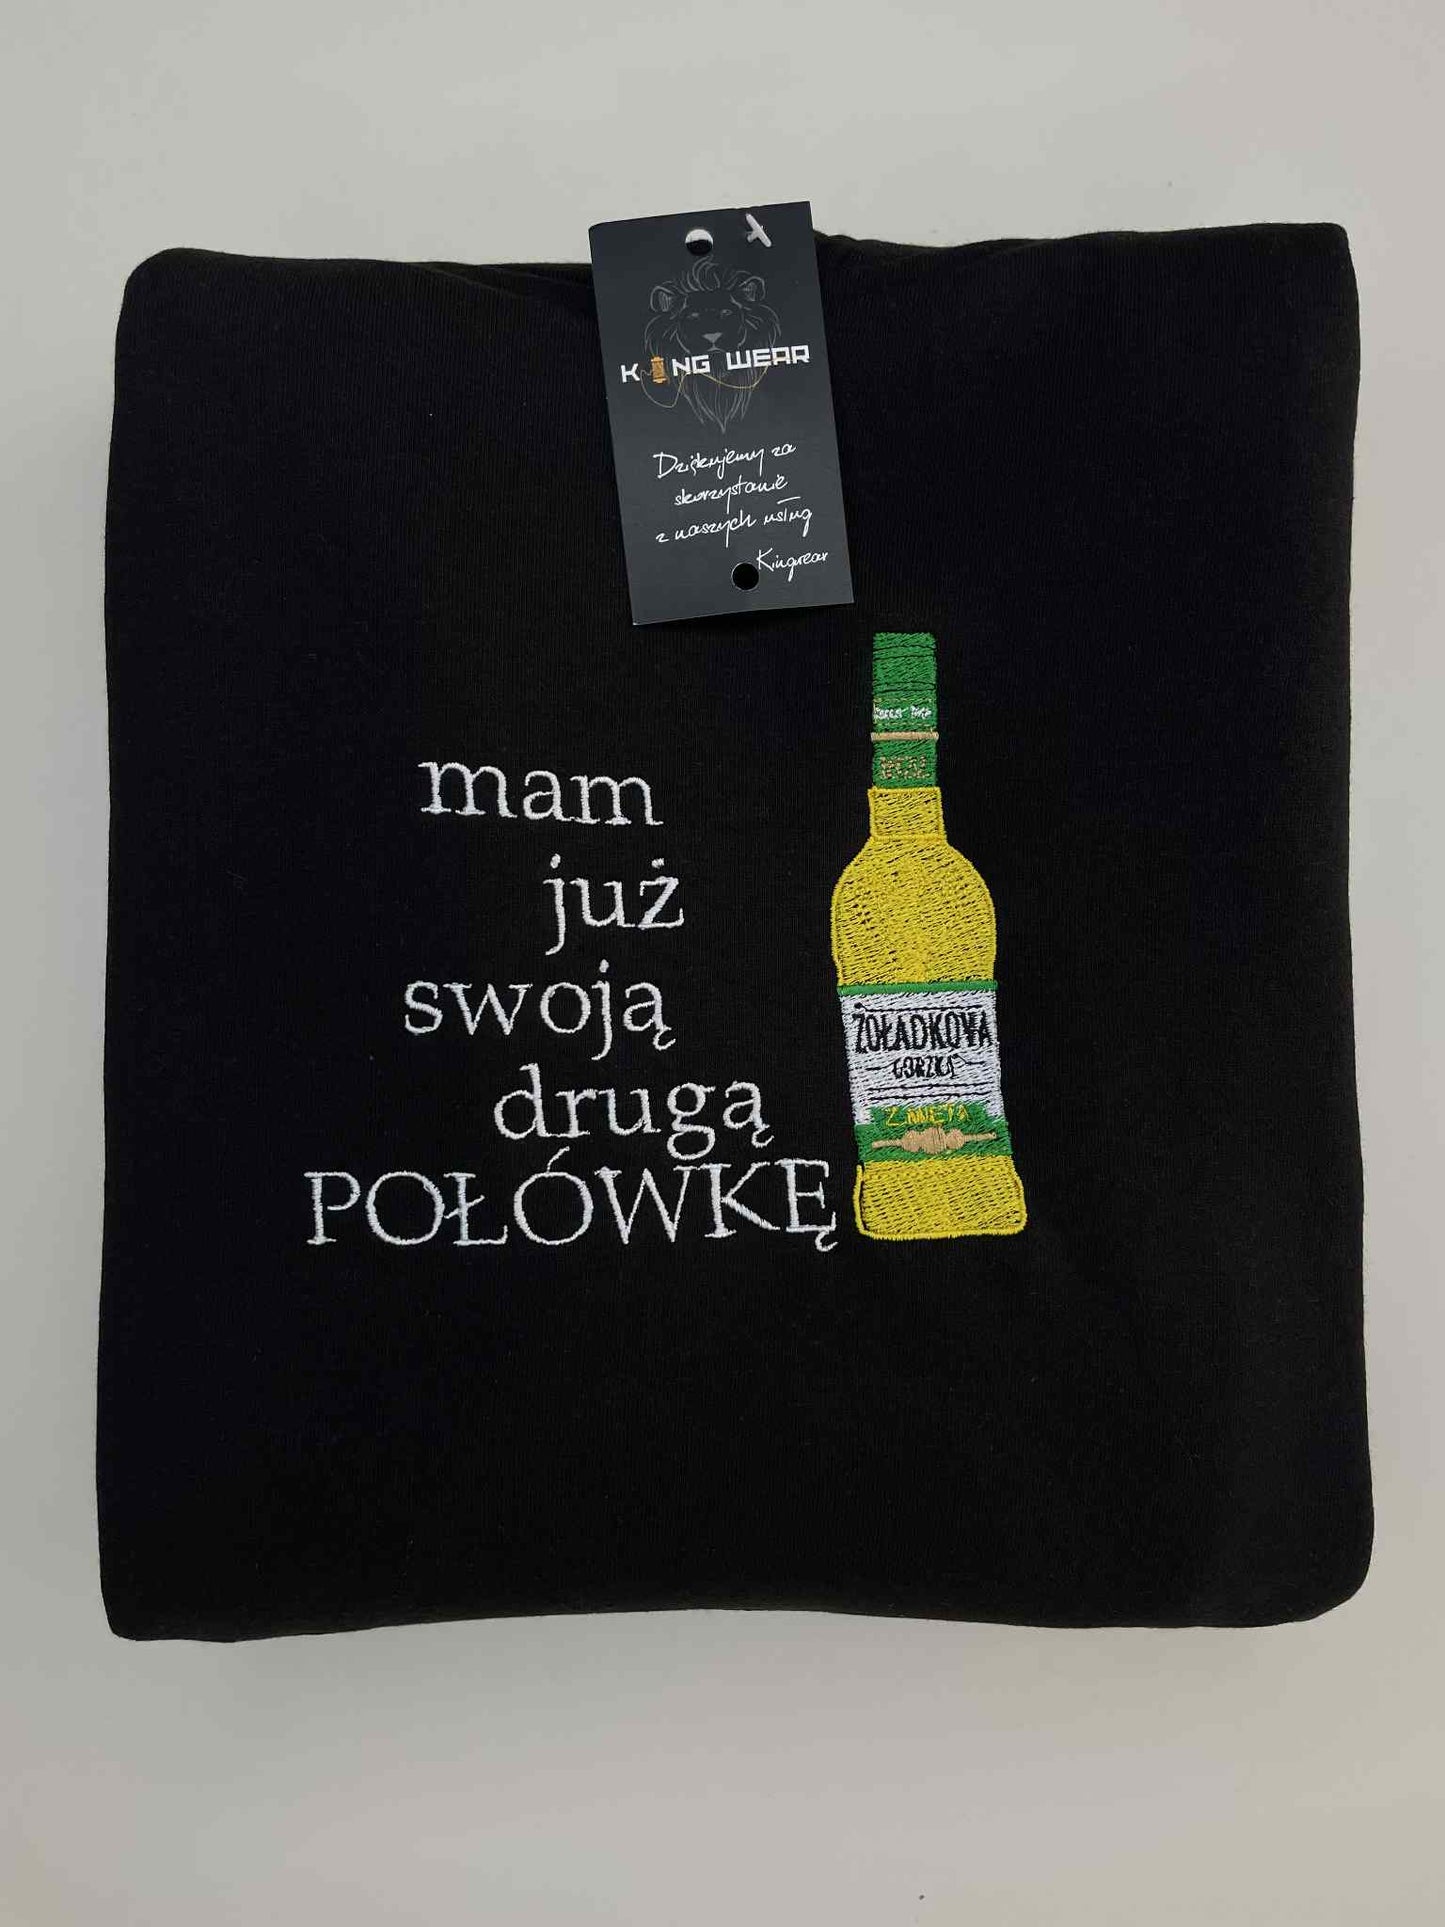 KING WEAR
Dziękujemy za
skorzystanie
z naszych usług
Kingwear
mam
już
swoją
drugą
POŁÓWKĘ
ŻOŁĄDKOWA
GORZKA
Z MIĘTĄ